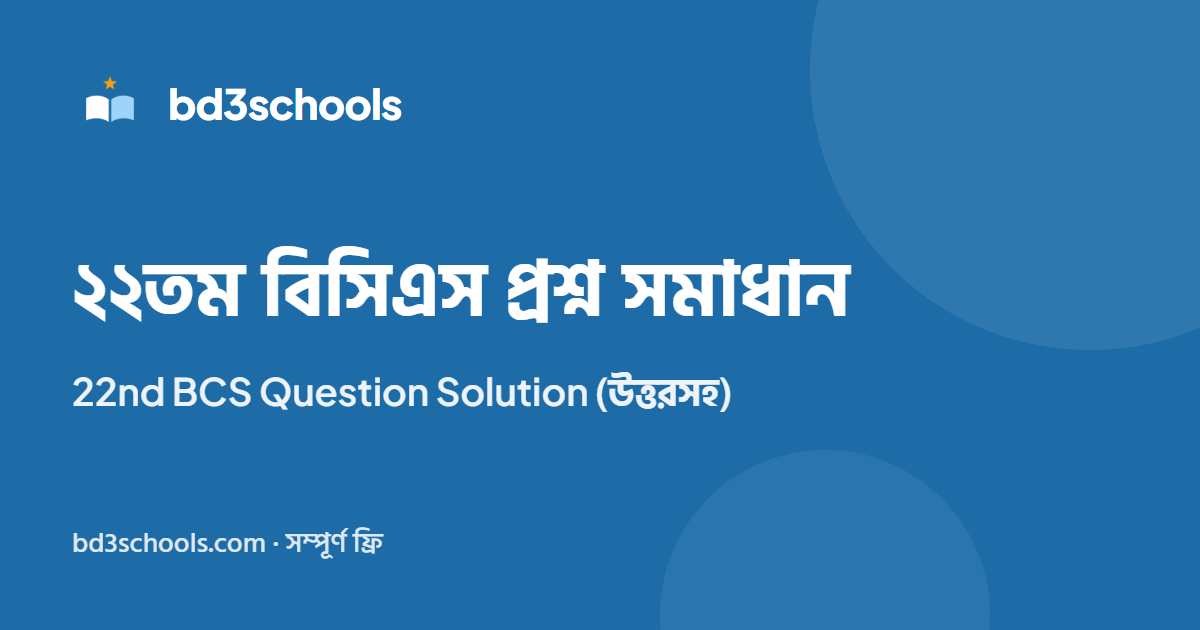 bd3schools
২২তম বিসিএস প্রশ্ন সমাধান
22nd BCS Question Solution (উত্তরসহ)
bd3schools.com · সম্পূর্ণ ফ্রি